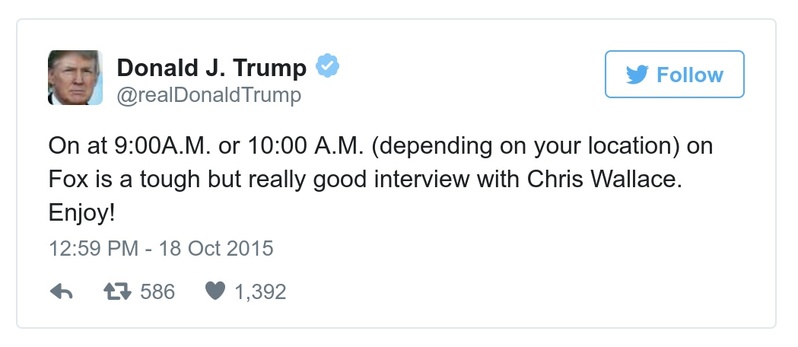 Donald J. Trump
@realDonaldTrump
Follow
On at 9:00A.M. or 10:00 A.M. (depending on your location) on
Fox is a tough but really good interview with Chris Wallace.
Enjoy!
12:59 PM - 18 Oct 2015
586 1,392